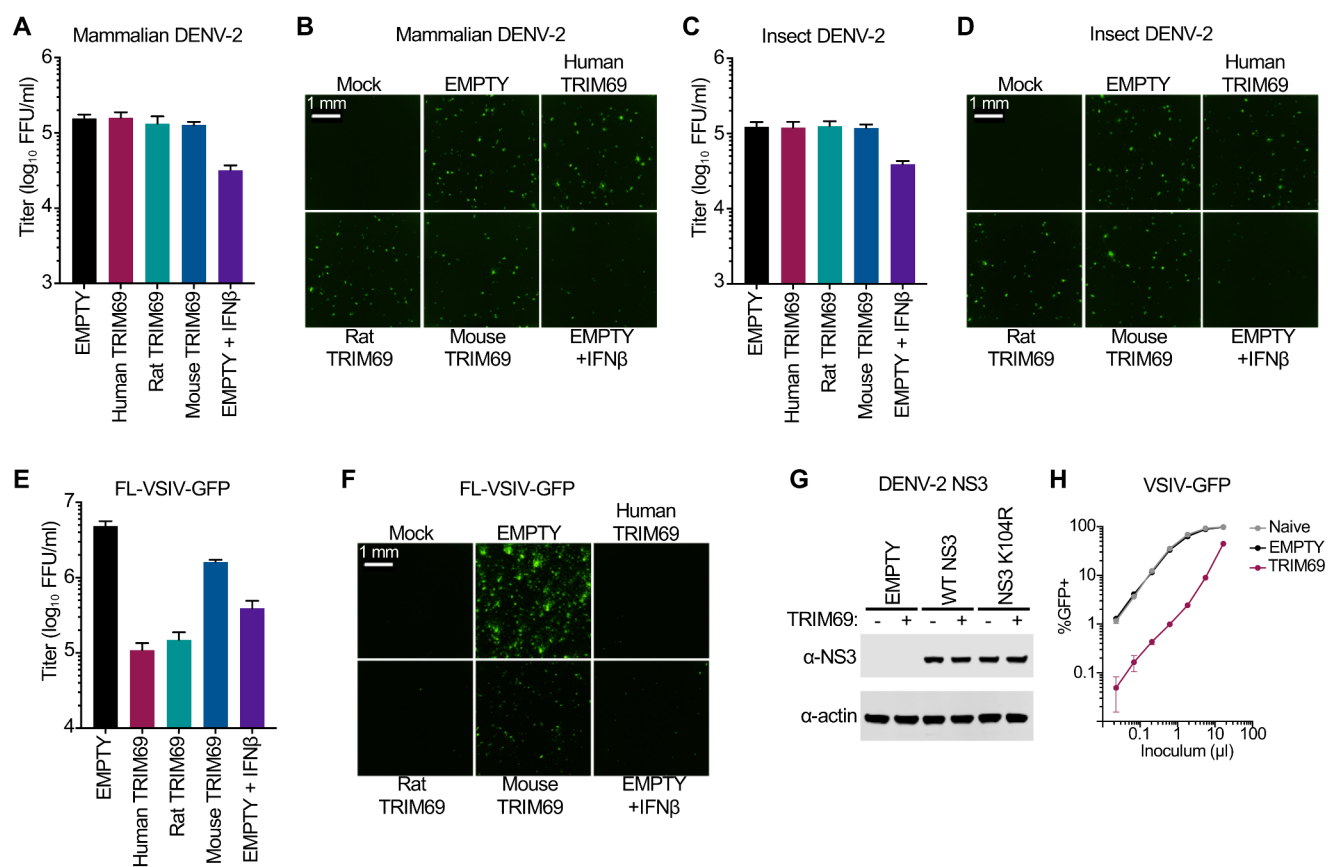 A
Mammalian DENV-2
Titer (log10 FFU/ml)
6
5
4
3
EMPTY
Human TRIM69
Rat TRIM69
Mouse TRIM69
EMPTY + IFNβ
B
Mammalian DENV-2
Mock
EMPTY
Human
TRIM69
1 mm
Rat
TRIM69
Mouse
TRIM69
EMPTY
+IFNβ
C
Insect DENV-2
Titer (log10 FFU/ml)
6
5
4
3
EMPTY
Human TRIM69
Rat TRIM69
Mouse TRIM69
EMPTY + IFNβ
D
Insect DENV-2
Mock
EMPTY
Human
TRIM69
1 mm
Rat
TRIM69
Mouse
TRIM69
EMPTY
+IFNβ
E
FL-VSIV-GFP
Titer (log10 FFU/ml)
7
6
5
4
EMPTY
Human TRIM69
Rat TRIM69
Mouse TRIM69
EMPTY + IFNβ
F
FL-VSIV-GFP
Mock
EMPTY
Human
TRIM69
1 mm
Rat
TRIM69
Mouse
TRIM69
EMPTY
+IFNβ
G
DENV-2 NS3
EMPTY
WT NS3
NS3 K104R
TRIM69: - + - + - +
α-NS3
α-actin
H
VSIV-GFP
%GFP+
100
10
1
0.1
0.1 1 10 100
Inoculum (µl)
Naive
EMPTY
TRIM69